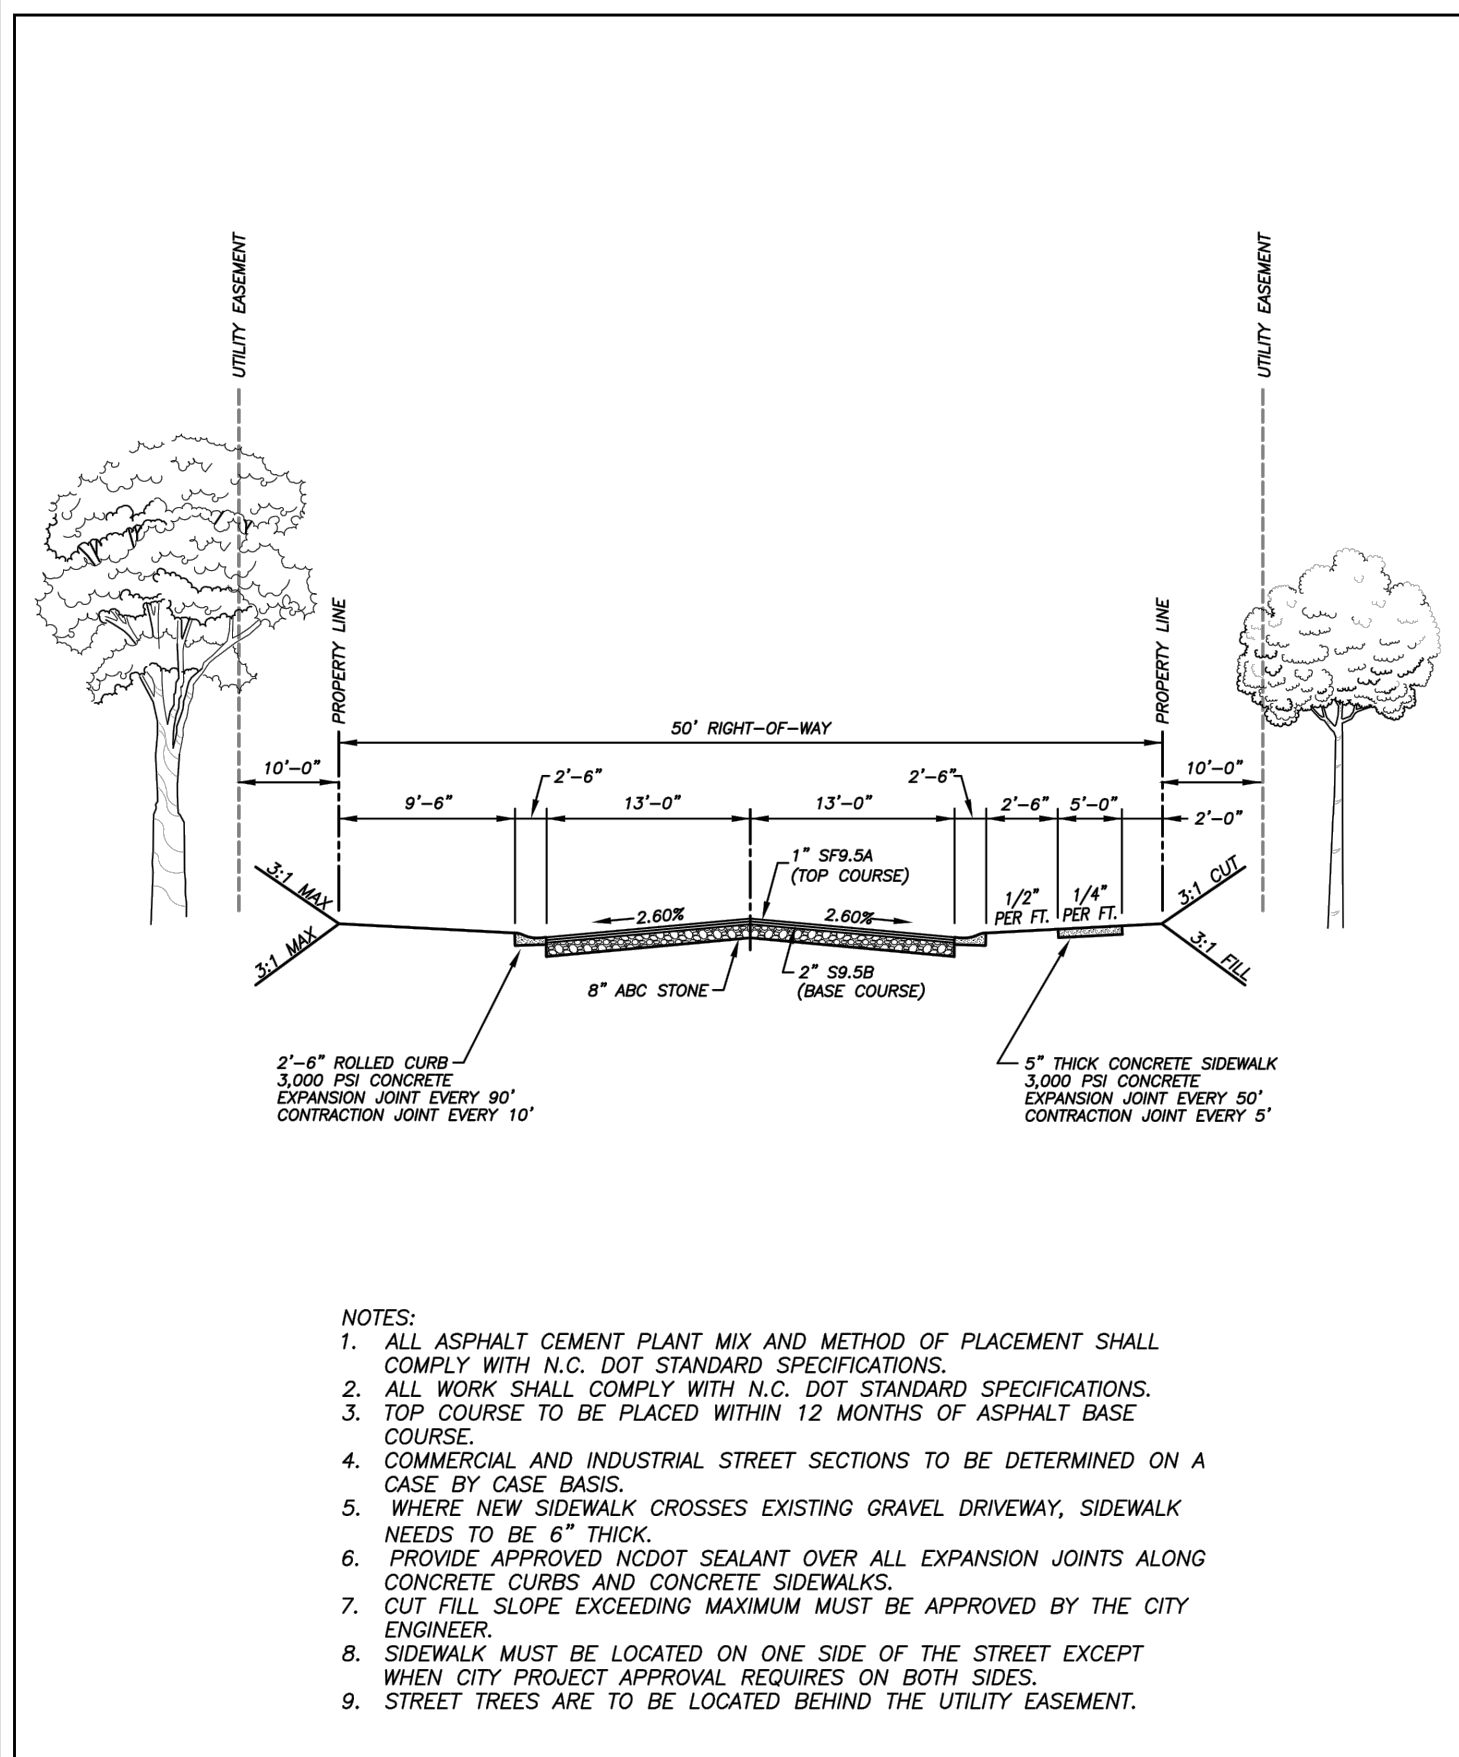 UTILITY EASEMENT
UTILITY EASEMENT
PROPERTY LINE
PROPERTY LINE
50' RIGHT-OF-WAY
10'-0"
2'-6"
2'-6"
10'-0"
9'-6"
13'-0"
13'-0"
2'-6"
5'-0"
2'-0"
1" SF9.5A
(TOP COURSE)
3:1 MAX
3:1 MAX
2.60%
2.60%
1/2"
PER FT.
1/4"
PER FT.
3:1 CUT
3:1 FILL
8" ABC STONE
2" S9.5B
(BASE COURSE)
2'-6" ROLLED CURB
3,000 PSI CONCRETE
EXPANSION JOINT EVERY 90'
CONTRACTION JOINT EVERY 10'
5" THICK CONCRETE SIDEWALK
3,000 PSI CONCRETE
EXPANSION JOINT EVERY 50'
CONTRACTION JOINT EVERY 5'
NOTES:
1. ALL ASPHALT CEMENT PLANT MIX AND METHOD OF PLACEMENT SHALL
COMPLY WITH N.C. DOT STANDARD SPECIFICATIONS.
2. ALL WORK SHALL COMPLY WITH N.C. DOT STANDARD SPECIFICATIONS.
3. TOP COURSE TO BE PLACED WITHIN 12 MONTHS OF ASPHALT BASE
COURSE.
4. COMMERCIAL AND INDUSTRIAL STREET SECTIONS TO BE DETERMINED ON A
CASE BY CASE BASIS.
5. WHERE NEW SIDEWALK CROSSES EXISTING GRAVEL DRIVEWAY, SIDEWALK
NEEDS TO BE 6" THICK.
6. PROVIDE APPROVED NCDOT SEALANT OVER ALL EXPANSION JOINTS ALONG
CONCRETE CURBS AND CONCRETE SIDEWALKS.
7. CUT FILL SLOPE EXCEEDING MAXIMUM MUST BE APPROVED BY THE CITY
ENGINEER.
8. SIDEWALK MUST BE LOCATED ON ONE SIDE OF THE STREET EXCEPT
WHEN CITY PROJECT APPROVAL REQUIRES ON BOTH SIDES.
9. STREET TREES ARE TO BE LOCATED BEHIND THE UTILITY EASEMENT.